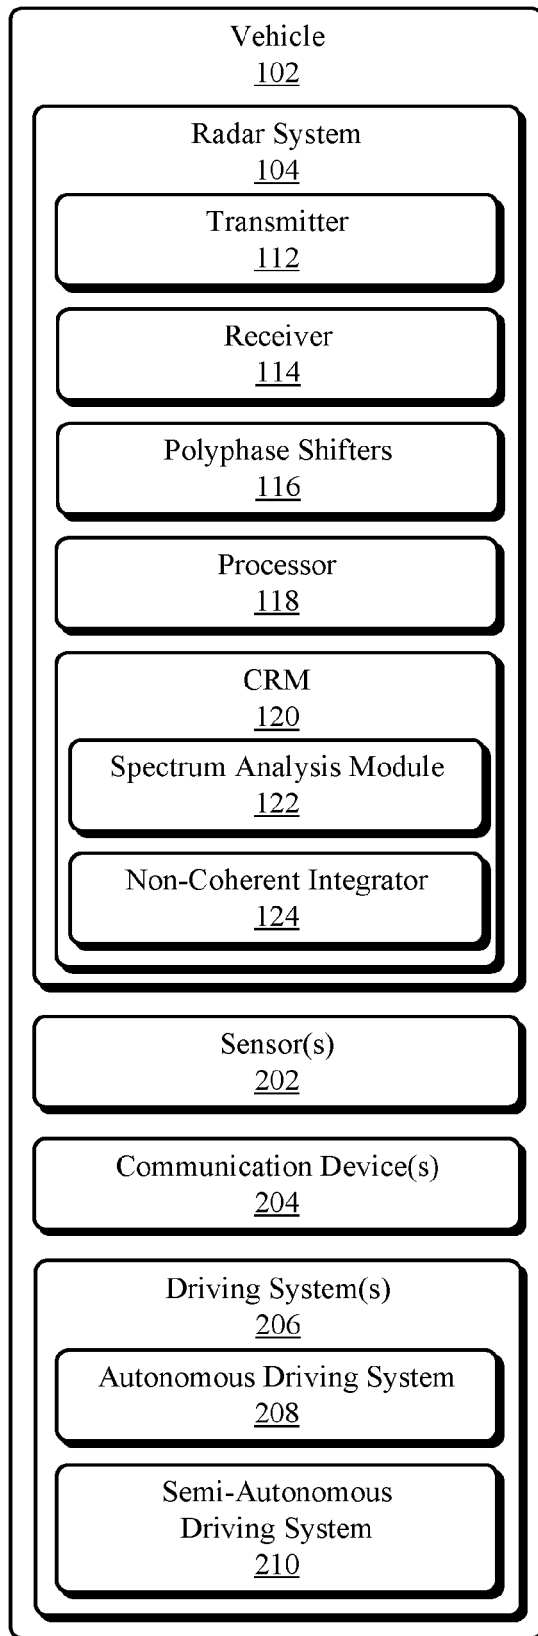 Vehicle
102
Radar System
104
Transmitter
112
Receiver
114
Polyphase Shifters
116
Processor
118
CRM
120
Spectrum Analysis Module
122
Non-Coherent Integrator
124
Sensor(s)
202
Communication Device(s)
204
Driving System(s)
206
Autonomous Driving System
208
Semi-Autonomous
Driving System
210